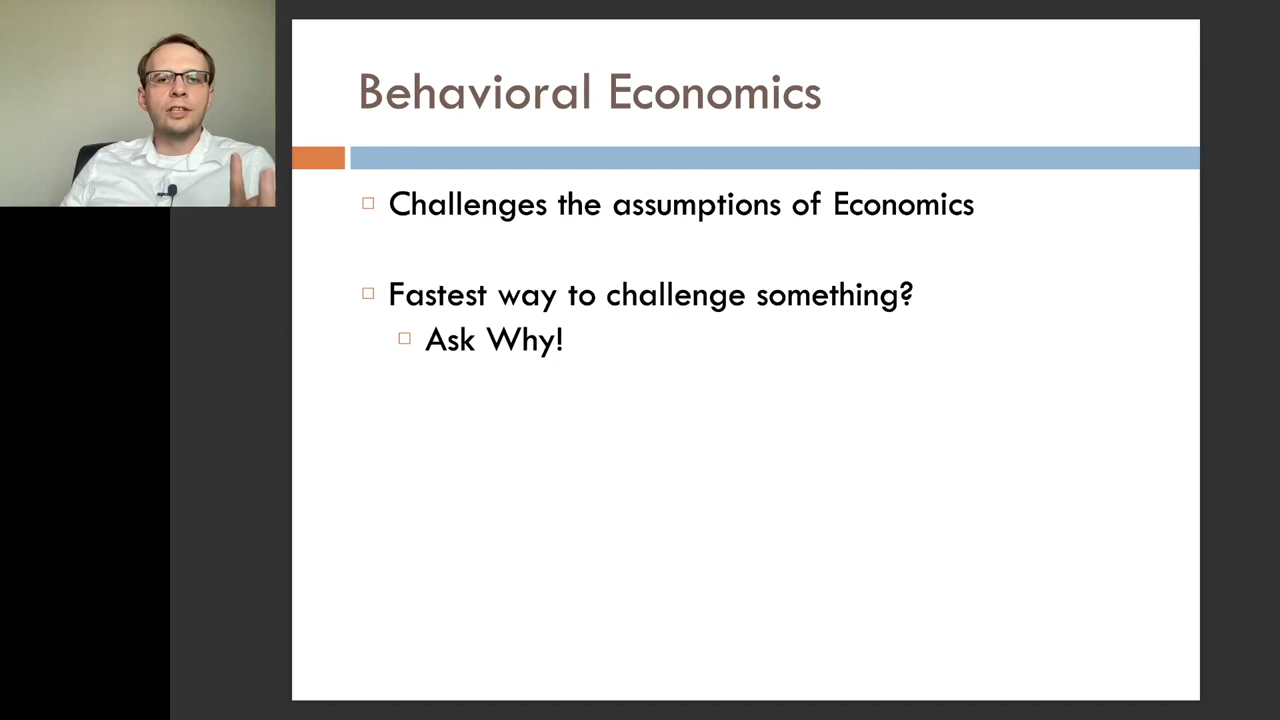 Behavioral Economics
Challenges the assumptions of Economics
Fastest way to challenge something?
Ask Why!